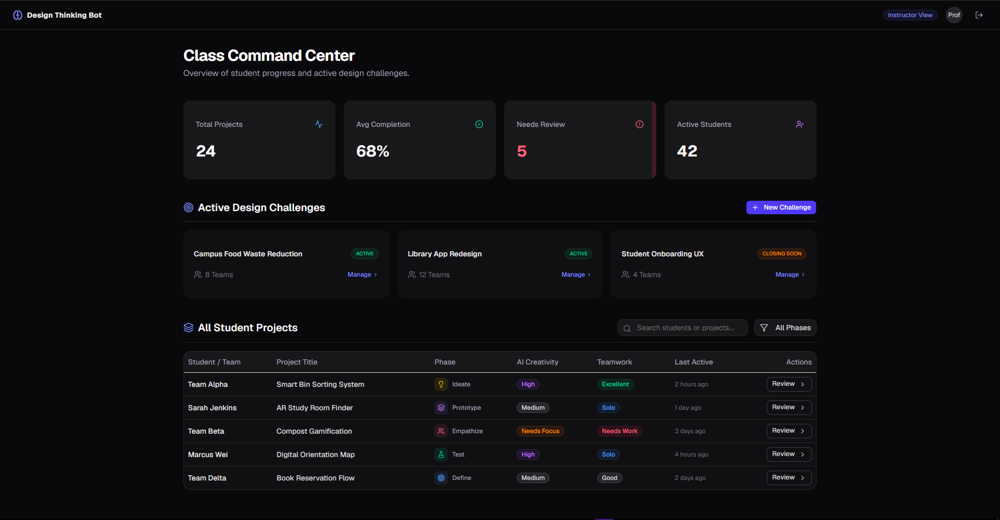 Design Thinking Bot
Instructor View
Prof
Class Command Center
Overview of student progress and active design challenges.
Total Projects
24
Avg Completion
68%
Needs Review
5
Active Students
42
Active Design Challenges
New Challenge
Campus Food Waste Reduction
ACTIVE
8 Teams
Manage
Library App Redesign
ACTIVE
12 Teams
Manage
Student Onboarding UX
CLOSING SOON
4 Teams
Manage
All Student Projects
Search students or projects...
All Phases
Student / Team Project Title Phase AI Creativity Teamwork Last Active Actions
Team Alpha Smart Bin Sorting System Ideate High Excellent 2 hours ago Review
Sarah Jenkins AR Study Room Finder Prototype Medium Solo 1 day ago Review
Team Beta Compost Gamification Empathize Needs Focus Needs Work 3 days ago Review
Marcus Wei Digital Orientation Map Test High Solo 4 hours ago Review
Team Delta Book Reservation Flow Define Medium Good 2 days ago Review